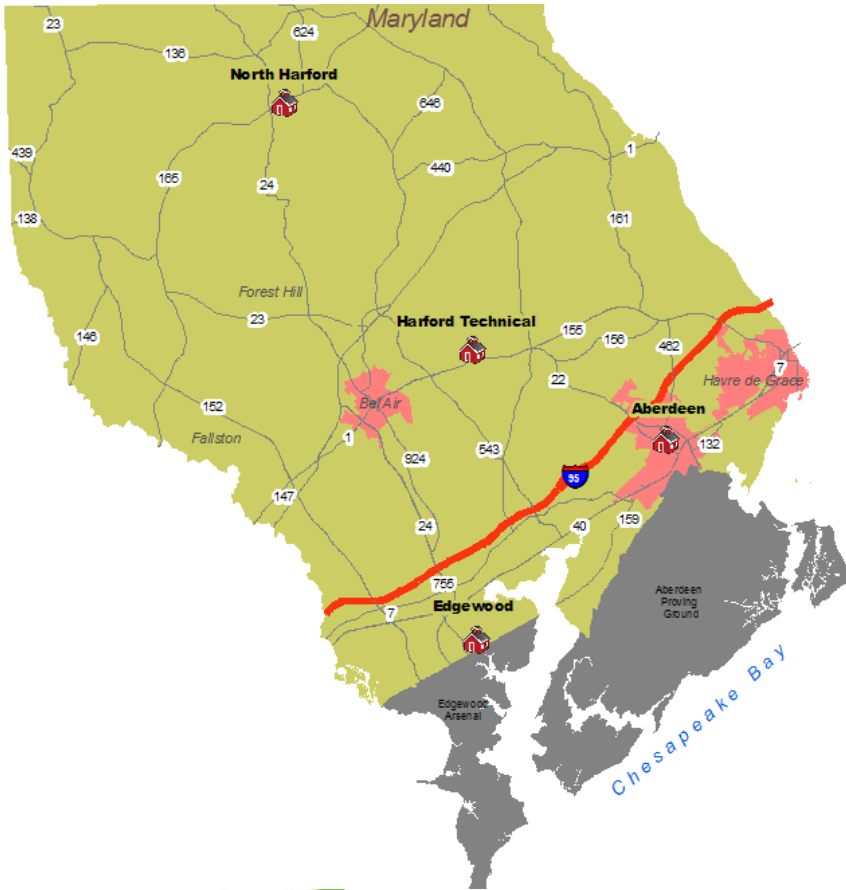 Maryland
23
624
136
North Harford
646
1
439
165
440
24
138
161
Forest Hill
23
Harford Technical
155
156
462
146
7
22
Havre de Grace
Bel Air
152
Aberdeen
1
Fallston
132
924
543
95
147
24
40
159
755
Aberdeen
Proving
Ground
7
Edgewood
Edgewood
Arsenal
Chesapeake Bay